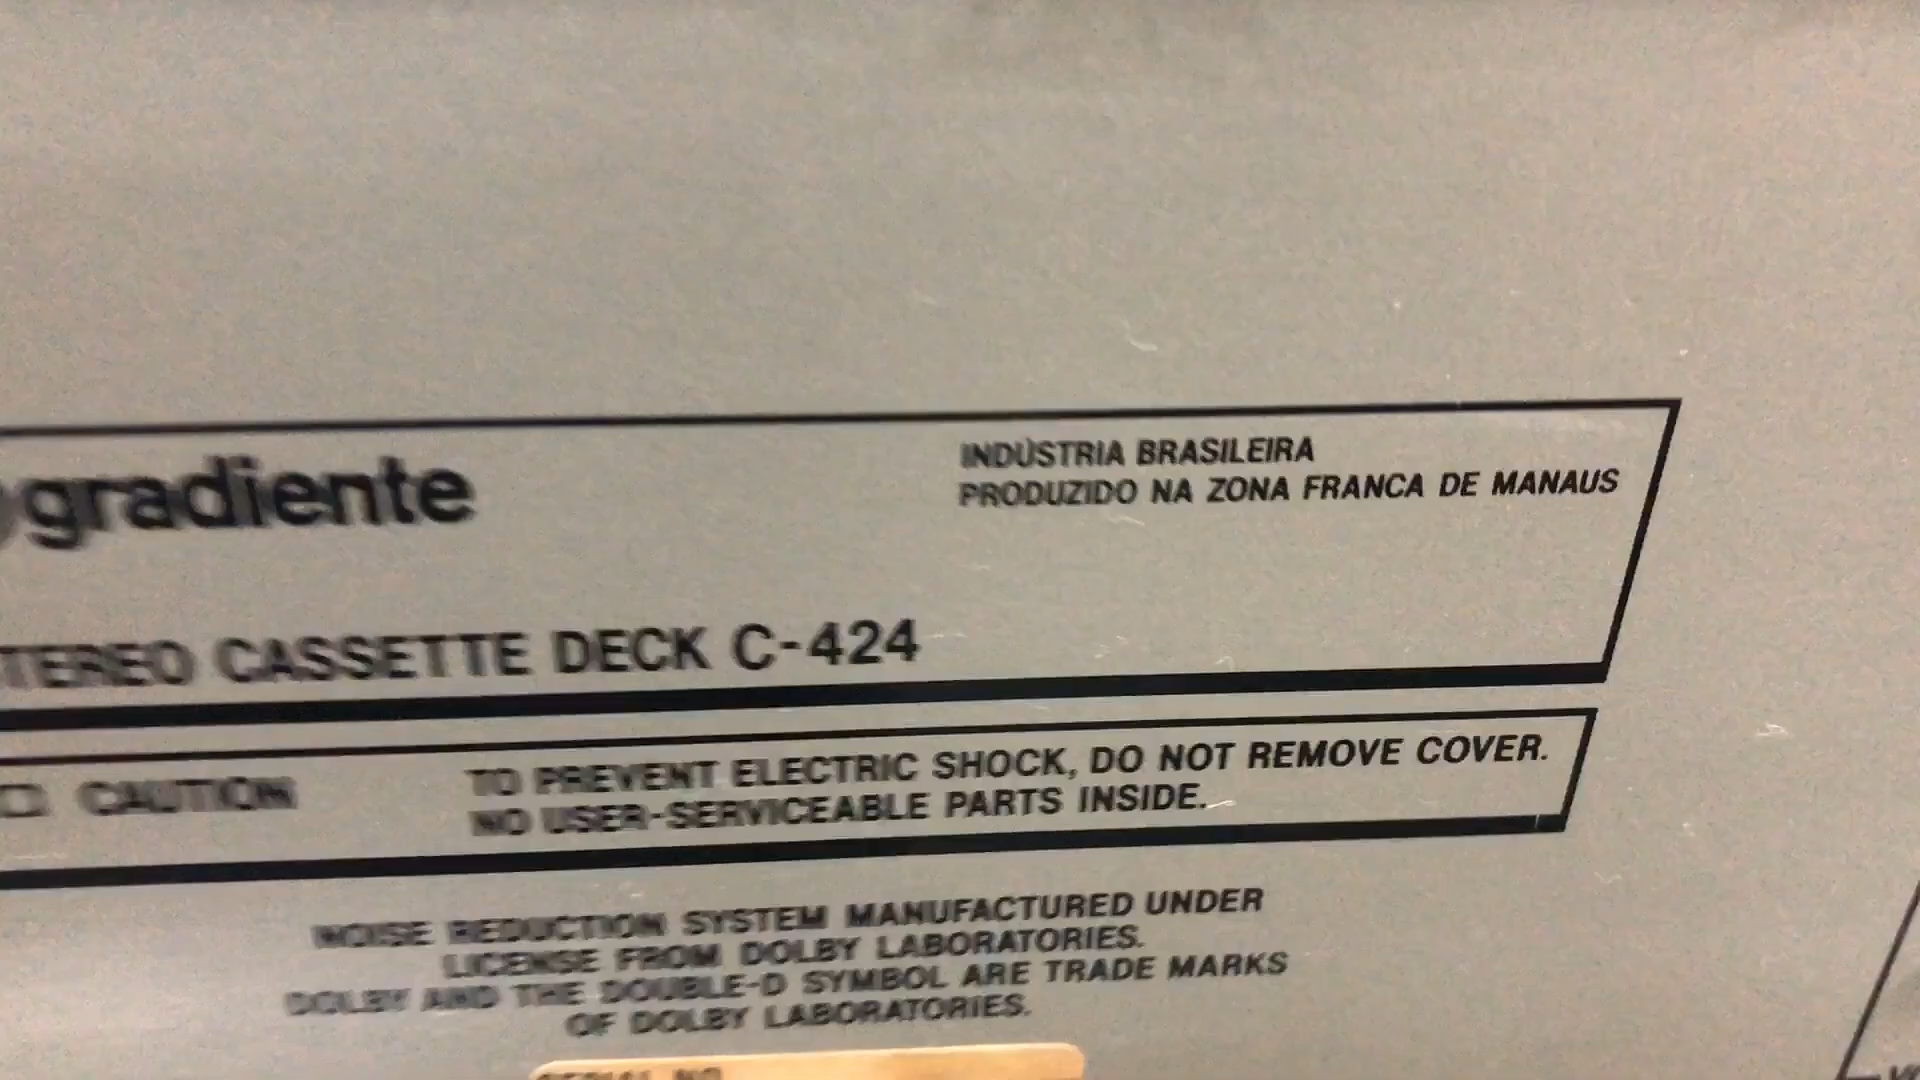 gradiente
INDÚSTRIA BRASILEIRA
PRODUZIDO NA ZONA FRANCA DE MANAUS
TEREO CASSETTE DECK C-424
CAUTION
TO PREVENT ELECTRIC SHOCK, DO NOT REMOVE COVER.
NO USER-SERVICEABLE PARTS INSIDE.
NOISE REDUCTION SYSTEM MANUFACTURED UNDER
LICENSE FROM DOLBY LABORATORIES.
DOLBY AND THE DOUBLE-D SYMBOL ARE TRADE MARKS
OF DOLBY LABORATORIES.